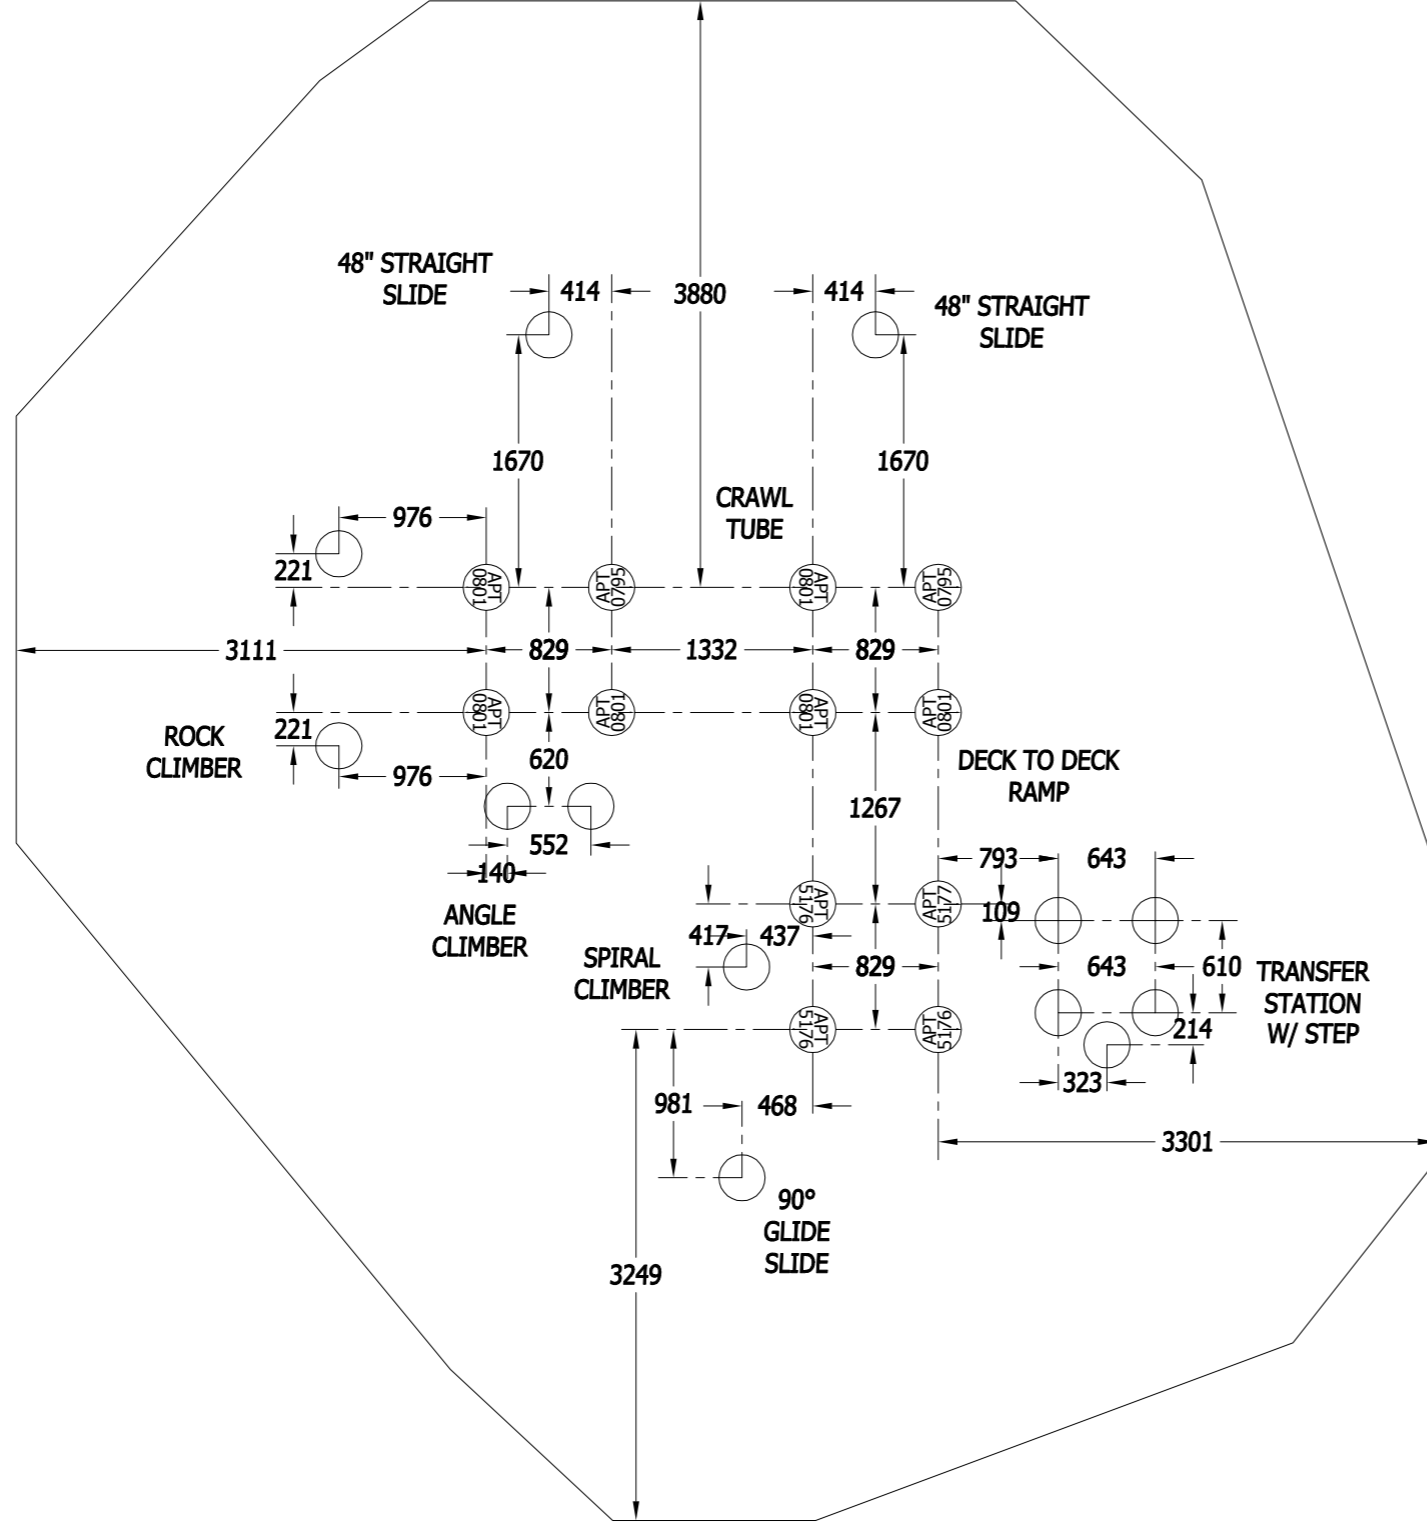 48" STRAIGHT
SLIDE
414
3880
414
48" STRAIGHT
SLIDE
1670
1670
CRAWL
TUBE
976
221
APT
0801
APT
0795
APT
0801
APT
0795
3111
829
1332
829
APT
0801
APT
0801
APT
0801
APT
0801
221
ROCK
CLIMBER
976
620
DECK TO DECK
RAMP
1267
552
140
793
643
ANGLE
CLIMBER
APT
5176
APT
5177
109
417
437
SPIRAL
CLIMBER
829
643
610
TRANSFER
STATION
W/ STEP
APT
5176
APT
5176
214
323
981
468
3301
90°
GLIDE
SLIDE
3249